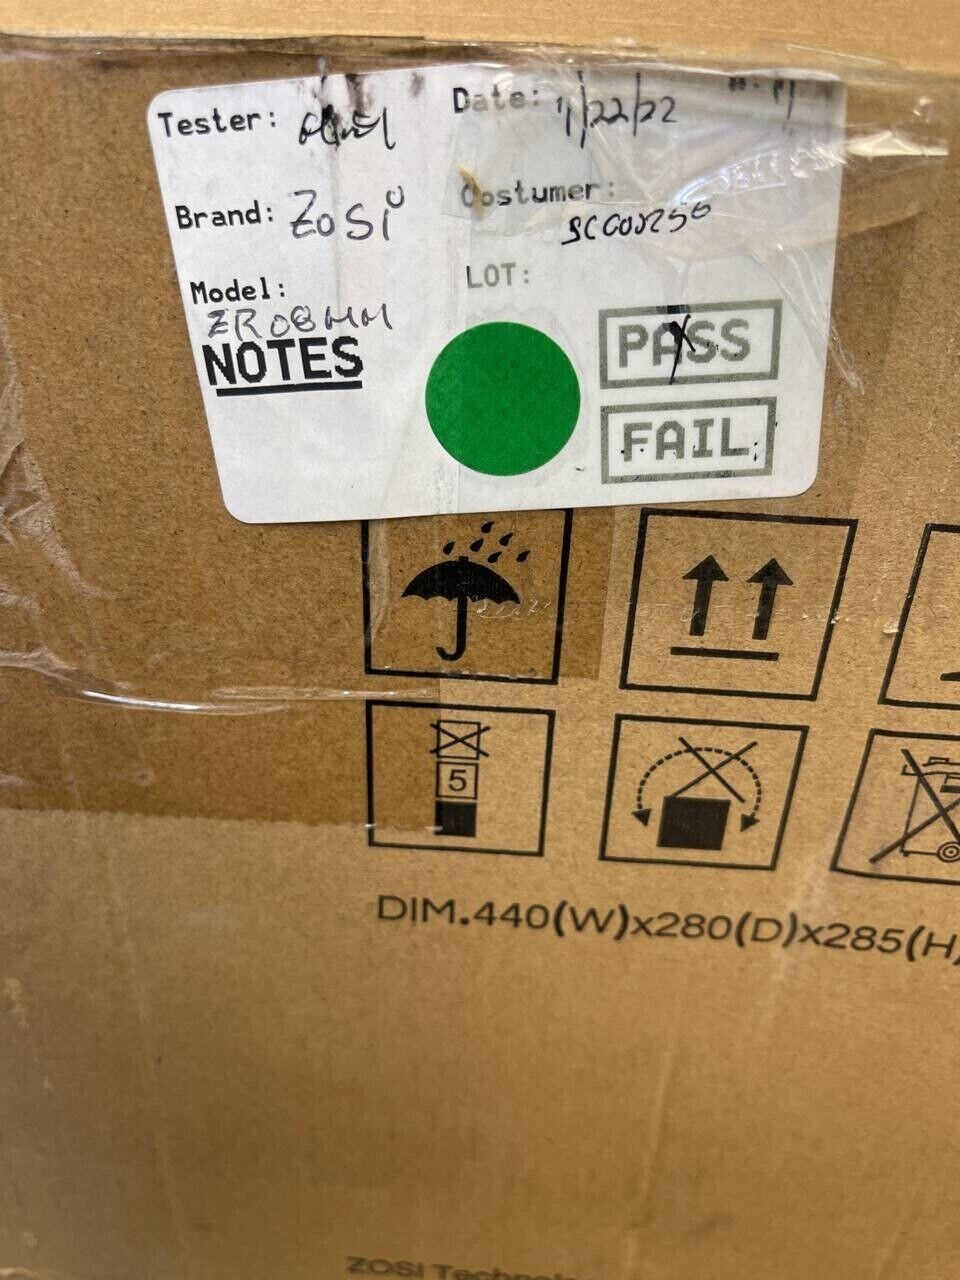 Tester:
Date: 1/22/22
Brand: Zosi
Costumer:
Model:
ZR08MM
LOT:
NOTES
PASS
FAIL
5
DIM.440(W)x280(D)x285(H)
ZOSI